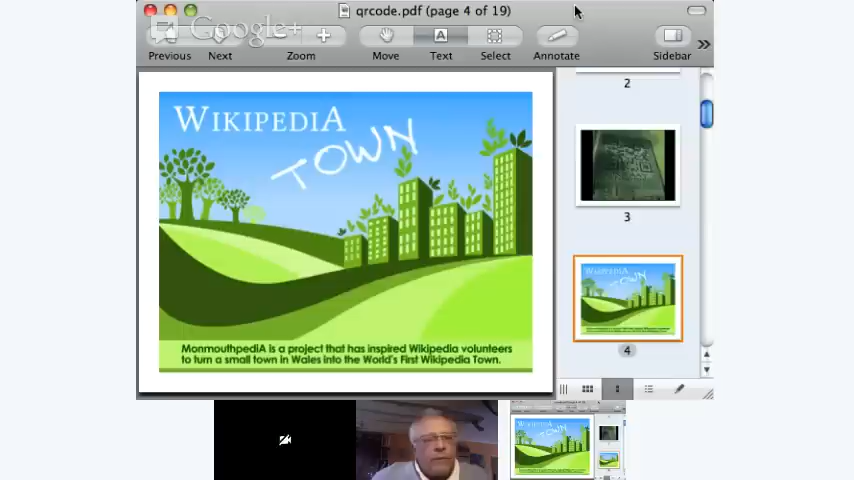 qrcode.pdf (page 4 of 19)
Google+
Previous Next Zoom Move Text Select Annotate Sidebar
WIKIPEDIA
TOWN
MonmouthpediA is a project that has inspired Wikipedia volunteers
to turn a small town in Wales into the World's First Wikipedia Town.
2
3
WIKIPEDIA
TOWN
4